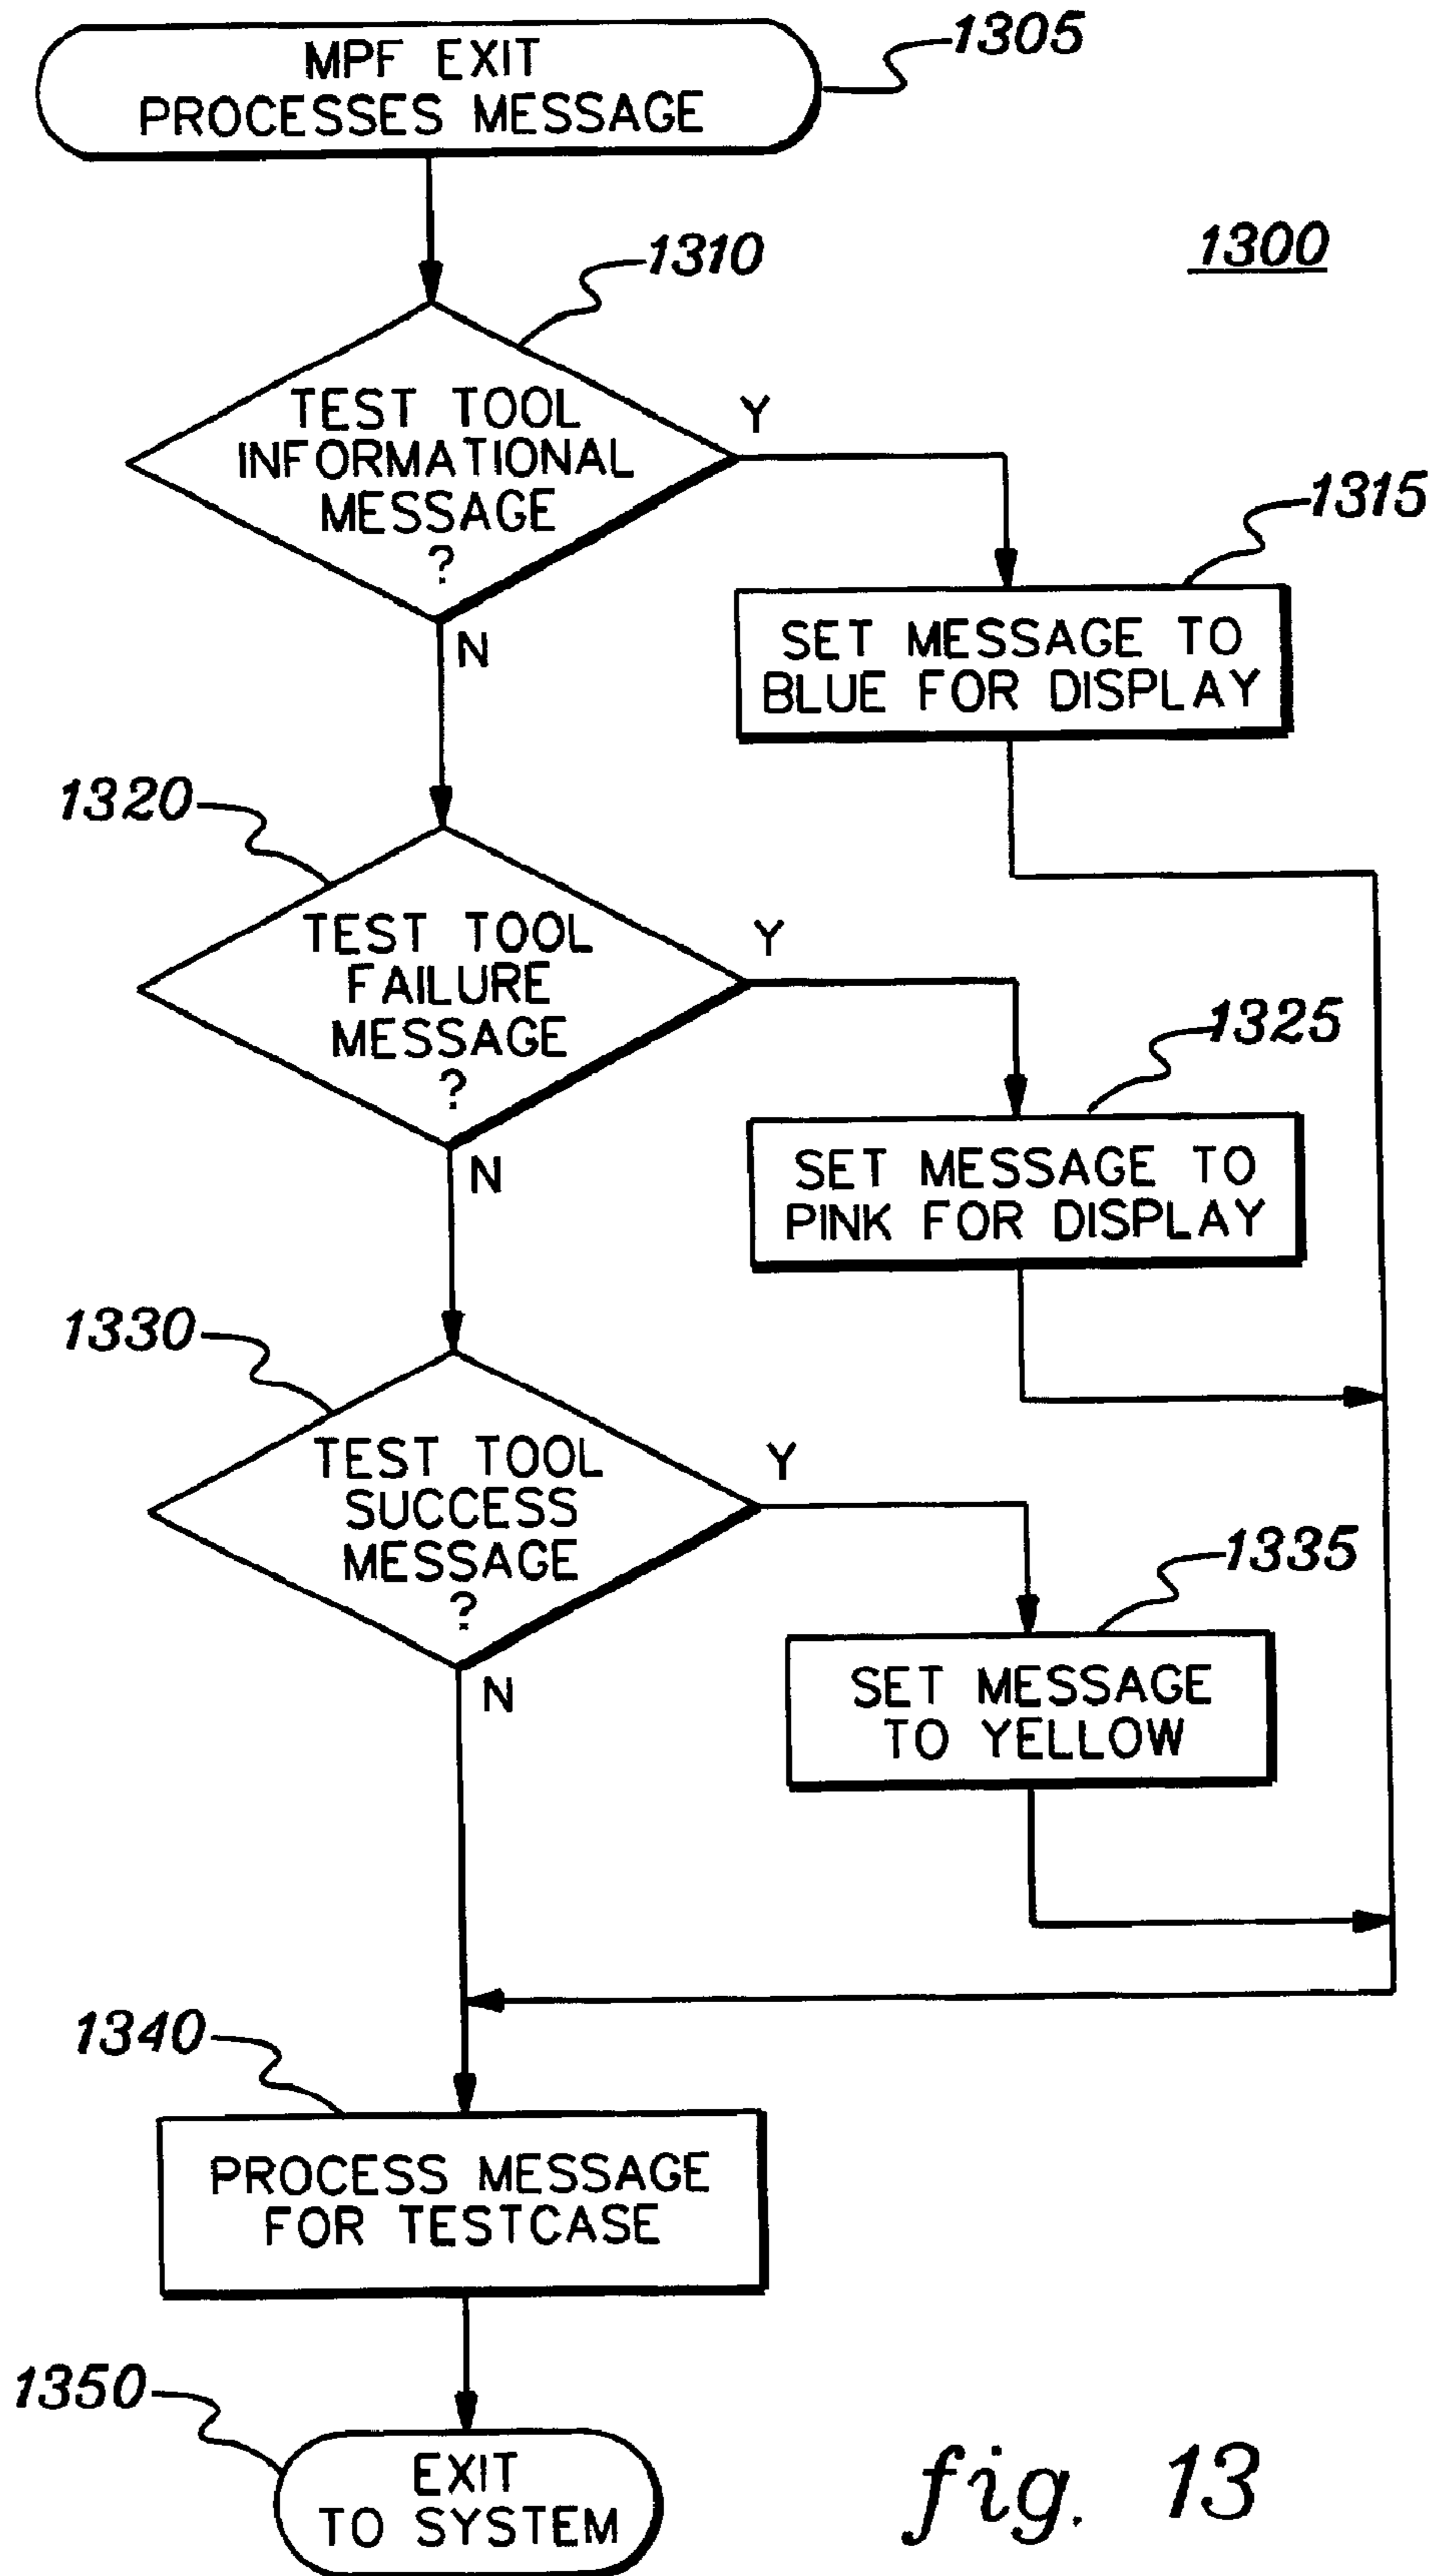 MPF EXIT
PROCESSES MESSAGE
1305
1300
1310
TEST TOOL
INFORMATIONAL
MESSAGE
?
Y
N
1315
SET MESSAGE TO
BLUE FOR DISPLAY
1320
TEST TOOL
FAILURE
MESSAGE
?
Y
N
1325
SET MESSAGE TO
PINK FOR DISPLAY
1330
TEST TOOL
SUCCESS
MESSAGE
?
Y
N
1335
SET MESSAGE
TO YELLOW
1340
PROCESS MESSAGE
FOR TESTCASE
1350
EXIT
TO SYSTEM
fig. 13